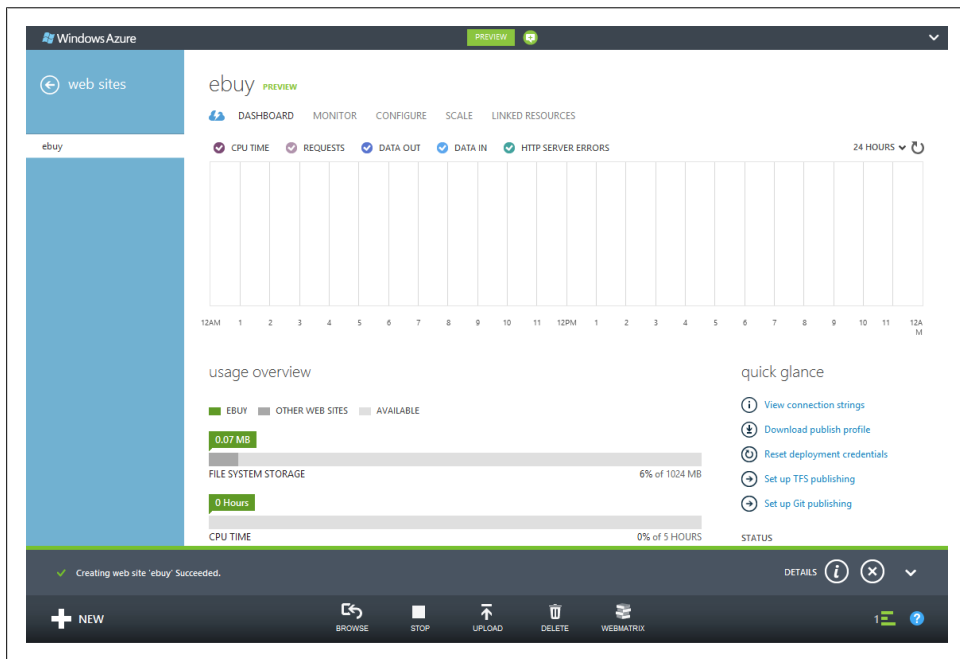 Windows Azure
PREVIEW
web sites
ebuy
ebuy PREVIEW
DASHBOARD MONITOR CONFIGURE SCALE LINKED RESOURCES
CPU TIME REQUESTS DATA OUT DATA IN HTTP SERVER ERRORS 24 HOURS
12AM 1 2 3 4 5 6 7 8 9 10 11 12PM 1 2 3 4 5 6 7 8 9 10 11 12A
M
usage overview
EBUY OTHER WEB SITES AVAILABLE
0.07 MB
FILE SYSTEM STORAGE 6% of 1024 MB
0 Hours
CPU TIME 0% of 5 HOURS
quick glance
View connection strings
Download publish profile
Reset deployment credentials
Set up TFS publishing
Set up Git publishing
STATUS
Creating web site 'ebuy' Succeeded.
DETAILS
NEW
BROWSE STOP UPLOAD DELETE WEBMATRIX
1